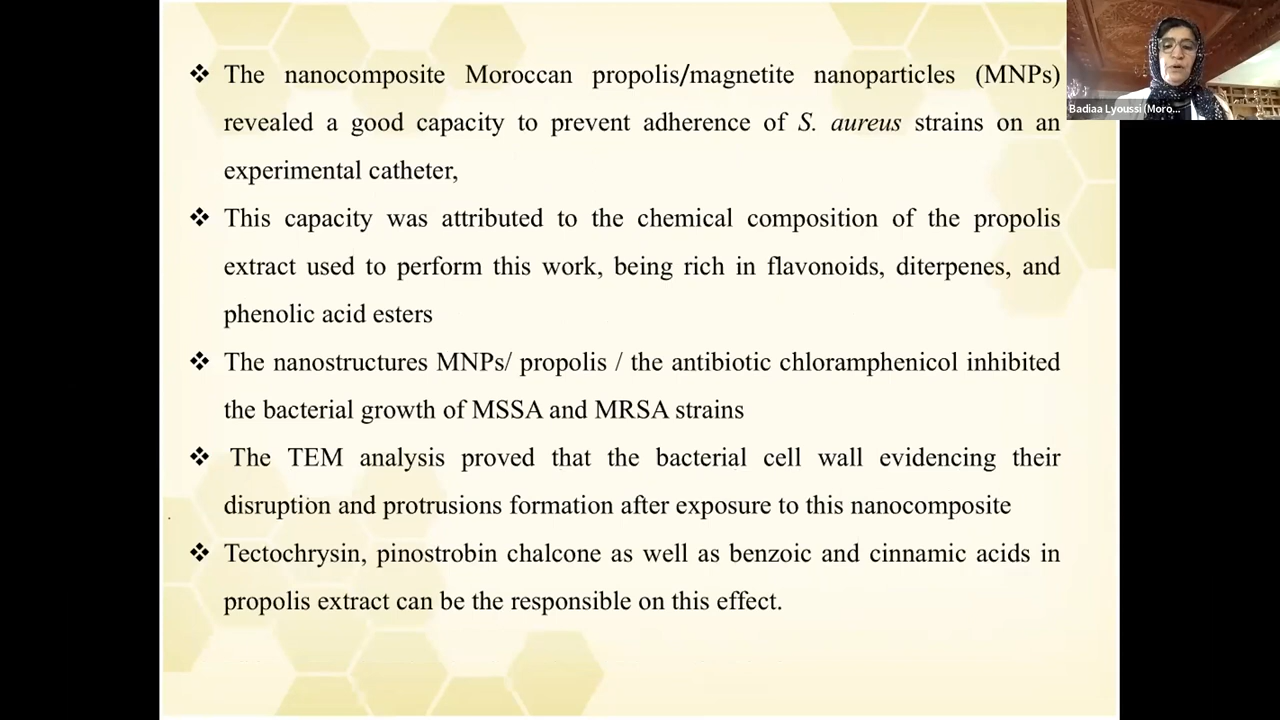 ❖ The nanocomposite Moroccan propolis/magnetite nanoparticles (MNPs)
revealed a good capacity to prevent adherence of S. aureus strains on an
experimental catheter,
❖ This capacity was attributed to the chemical composition of the propolis
extract used to perform this work, being rich in flavonoids, diterpenes, and
phenolic acid esters
❖ The nanostructures MNPs/ propolis / the antibiotic chloramphenicol inhibited
the bacterial growth of MSSA and MRSA strains
❖ The TEM analysis proved that the bacterial cell wall evidencing their
disruption and protrusions formation after exposure to this nanocomposite
❖ Tectochrysin, pinostrobin chalcone as well as benzoic and cinnamic acids in
propolis extract can be the responsible on this effect.
Badiaa Lyoussi (Moro...